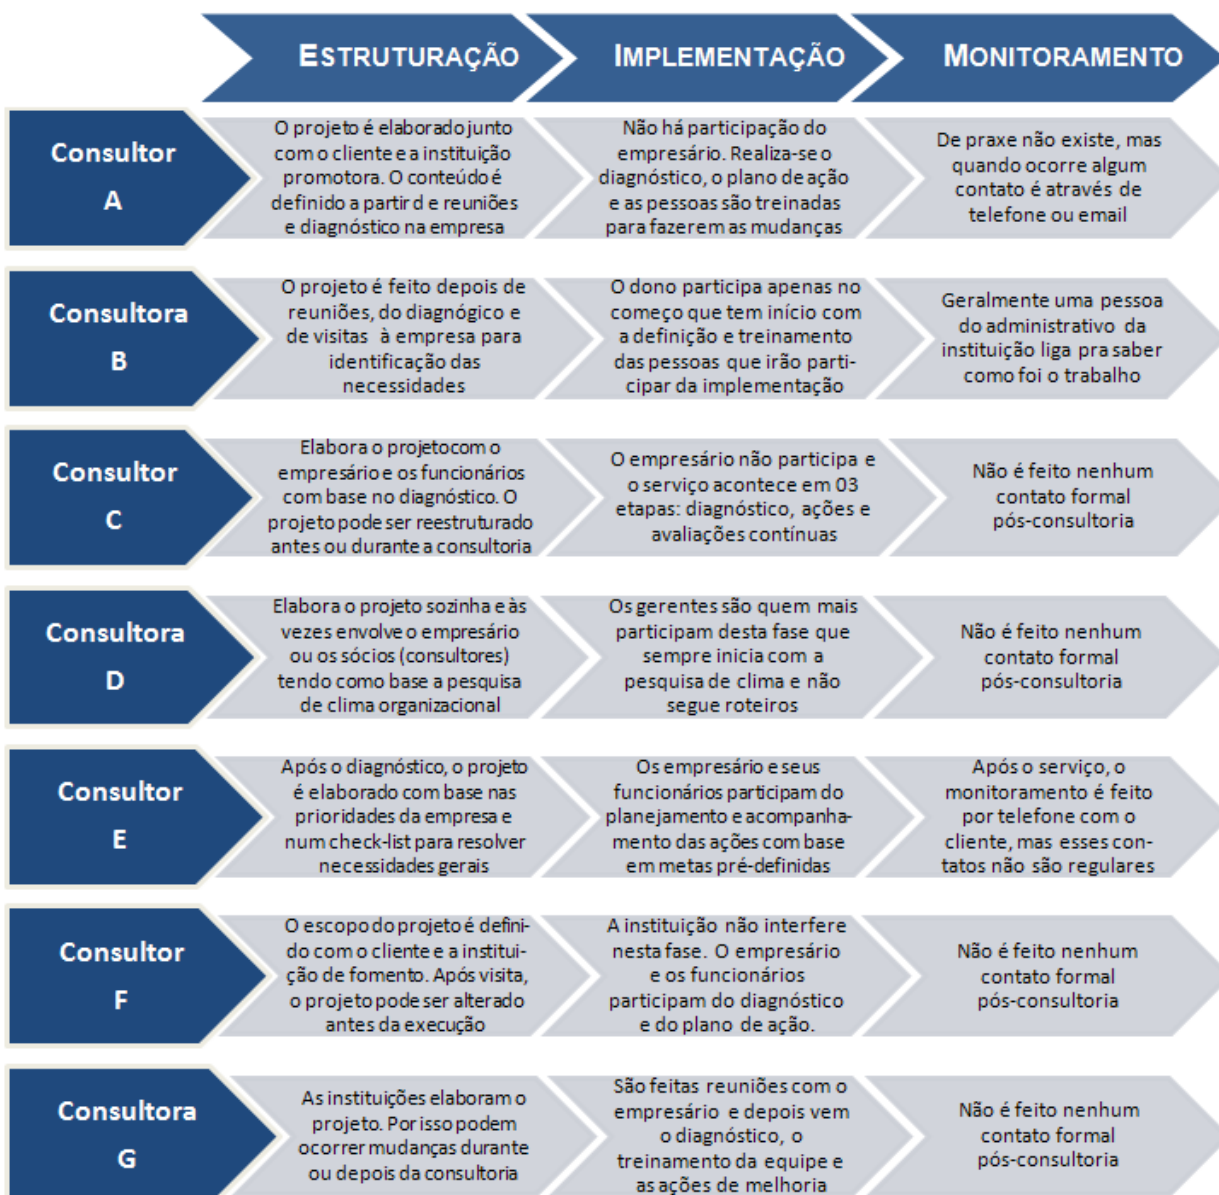 ESTRUTURAÇÃO
IMPLEMENTAÇÃO
MONITORAMENTO
Consultor
A
O projeto é elaborado junto
com o cliente e a instituição
promotora. O conteúdo é
definido a partir d e reuniões
e diagnóstico na empresa
Não há participação do
empresário. Realiza-se o
diagnóstico, o plano de ação
e as pessoas são treinadas
para fazerem as mudanças
De praxe não existe, mas
quando ocorre algum
contato é através de
telefone ou email
Consultora
B
O projeto é feito depois de
reuniões, do diagnógico e
de visitas à empresa para
identificação das
necessidades
O dono participa apenas no
começo que tem início com
a definição e treinamento
das pessoas que irão parti-
cipar da implementação
Geralmente uma pessoa
do administrativo da
instituição liga pra saber
como foi o trabalho
Consultor
C
Elabora o projetocom o
empresário e os funcionários
com base no diagnóstico. O
projeto pode ser reestruturado
antes ou durante a consultoria
O empresário não participa e
o serviço acontece em 03
etapas: diagnóstico, ações e
avaliações contínuas
Não é feito nenhum
contato formal
pós-consultoria
Consultora
D
Elabora o projeto sozinha e às
vezes envolve o empresário
ou os sócios (consultores)
tendo como base a pesquisa
de clima organizacional
Os gerentes são quem mais
participam desta fase que
sempre inicia com a
pesquisa de clima e não
segue roteiros
Não é feito nenhum
contato formal
pós-consultoria
Consultor
E
Após o diagnóstico, o projeto
é elaborado com base nas
prioridades da empresa e
num check-list para resolver
necessidades gerais
Os empresário e seus
funcionários participam do
planejamento e acompanha-
mento das ações com base
em metas pré-definidas
Após o serviço, o
monitoramento é feito
por telefone com o
cliente, mas esses con-
tatos não são regulares
Consultor
F
O escopo do projeto é defini-
do com o cliente e a institui-
ção de fomento. Após visita,
o projeto pode ser alterado
antes da execução
A instituição não interfere
nesta fase. O empresário
e os funcionários
participam do diagnóstico
e do plano de ação.
Não é feito nenhum
contato formal
pós-consultoria
Consultora
G
As instituições elaboram o
projeto. Por isso podem
ocorrer mudanças durante
ou depois da consultoria
São feitas reuniões com o
empresário e depois vem
o diagnóstico, o
treinamento da equipe e
as ações de melhoria
Não é feito nenhum
contato formal
pós-consultoria